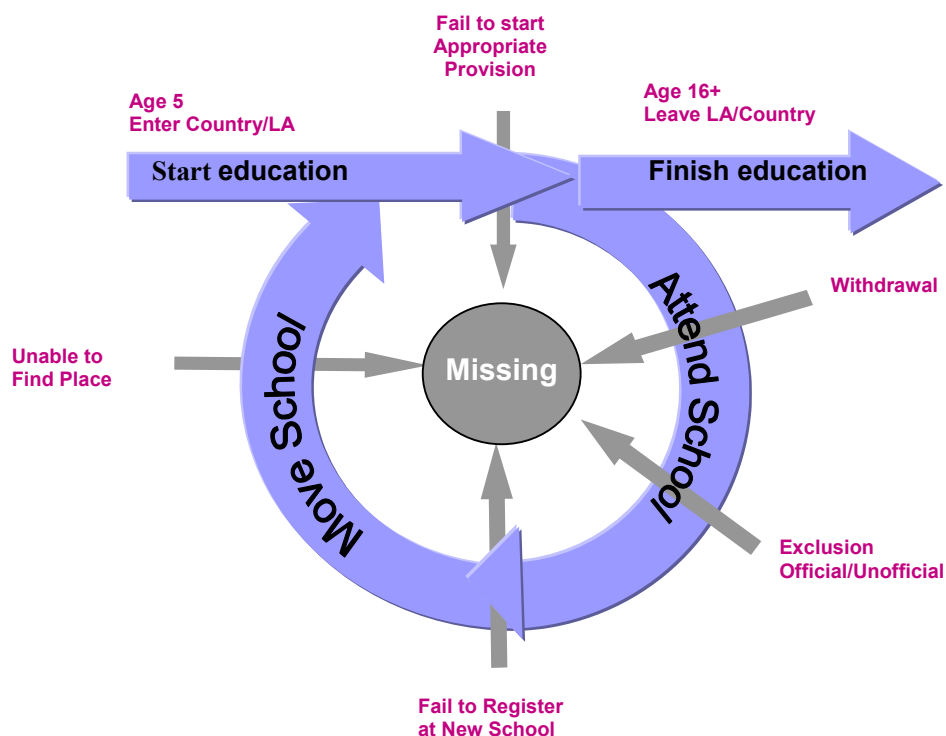 Fail to start
Appropriate
Provision
Age 5
Enter Country/LA
Age 16+
Leave LA/Country
Start education
Finish education
Withdrawal
Attend School
Move School
Unable to
Find Place
Missing
Exclusion
Official/Unofficial
Fail to Register
at New School